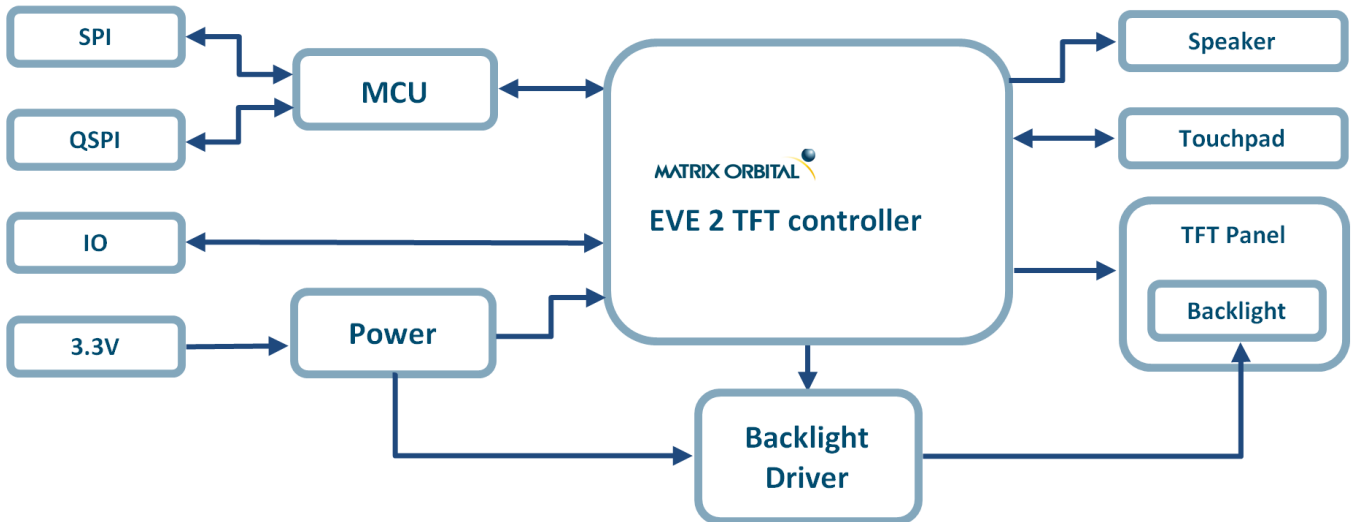 SPI
QSPI
IO
3.3V
MCU
Power
MATRIX ORBITAL
EVE 2 TFT controller
Backlight
Driver
Speaker
Touchpad
TFT Panel
Backlight